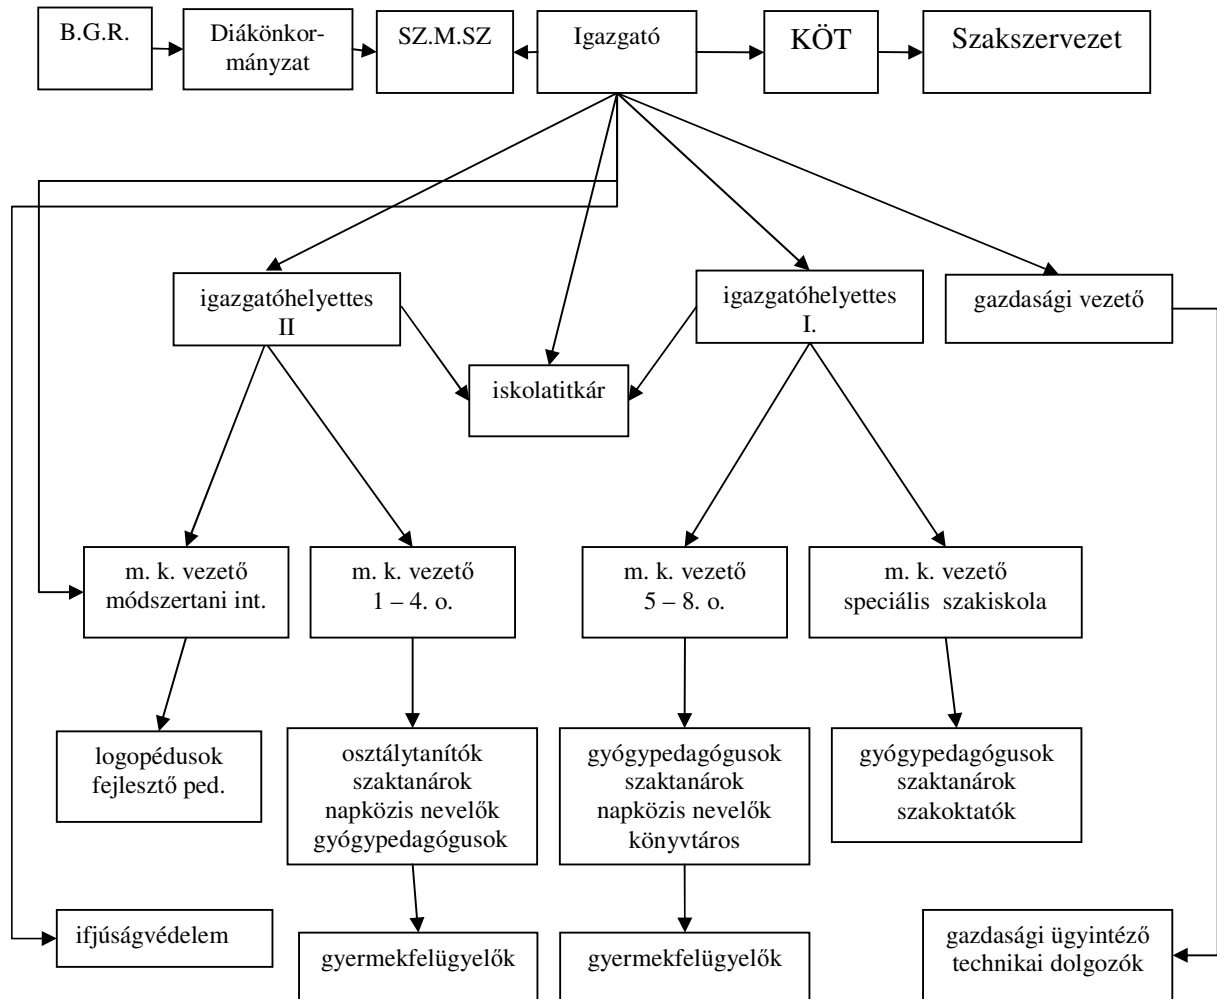 B.G.R.
Diákönkor-
mányzat
SZ.M.SZ
Igazgató
KÖT
Szakszervezet
igazgatóhelyettes
II
igazgatóhelyettes
I.
gazdasági vezető
iskolatitkár
m. k. vezető
módszertani int.
m. k. vezető
1 – 4. o.
m. k. vezető
5 – 8. o.
m. k. vezető
speciális szakiskola
logopédusok
fejlesztő ped.
osztálytanítók
szaktanárok
napközis nevelők
gyógypedagógusok
gyógypedagógusok
szaktanárok
napközis nevelők
könyvtáros
gyógypedagógusok
szaktanárok
szakoktatók
ifjúságvédelem
gyermekfelügyelők
gyermekfelügyelők
gazdasági ügyintéző
technikai dolgozók